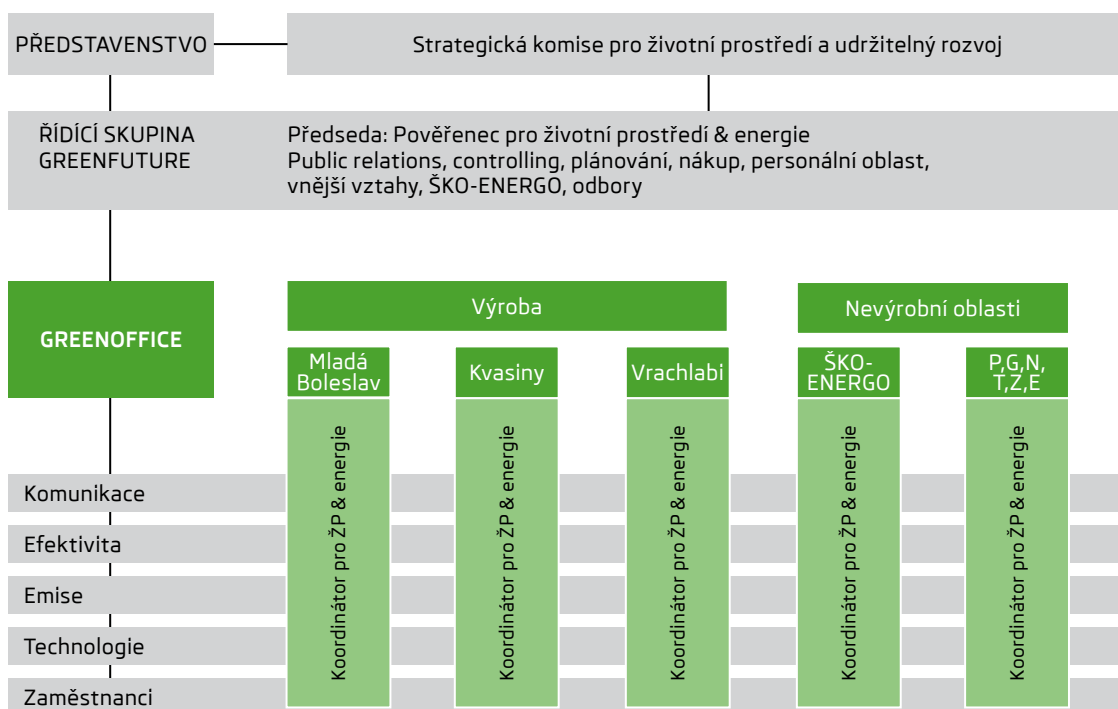 PŘEDSTAVENSTVO
Strategická komise pro životní prostředí a udržitelný rozvoj
ŘÍDÍCÍ SKUPINA
GREENFUTURE
Předseda: Pověřenec pro životní prostředí & energie
Public relations, controlling, plánování, nákup, personální oblast,
vnější vztahy, ŠKO-ENERGO, odbory
GREENOFFICE
Výroba
Nevýrobní oblasti
Mladá
Boleslav
Kvasiny
Vrachlabi
ŠKO-
ENERGO
P,G,N,
T,Z,E
Koordinátor pro ŽP & energie
Koordinátor pro ŽP & energie
Koordinátor pro ŽP & energie
Koordinátor pro ŽP & energie
Koordinátor pro ŽP & energie
Komunikace
Efektivita
Emise
Technologie
Zaměstnanci